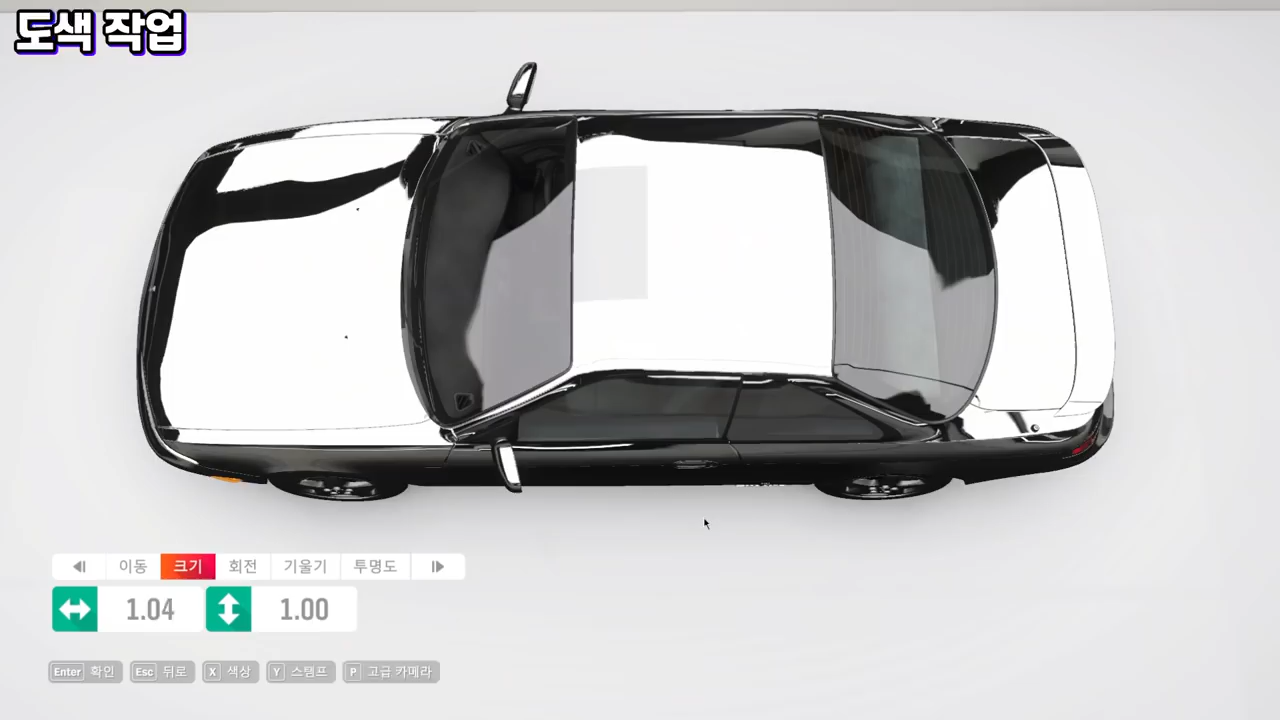 도색 작업
이동 크기 회전 기울기 투명도
1.04 1.00
Enter 확인 Esc 뒤로 X 색상 Y 스탬프 P 고급 카메라